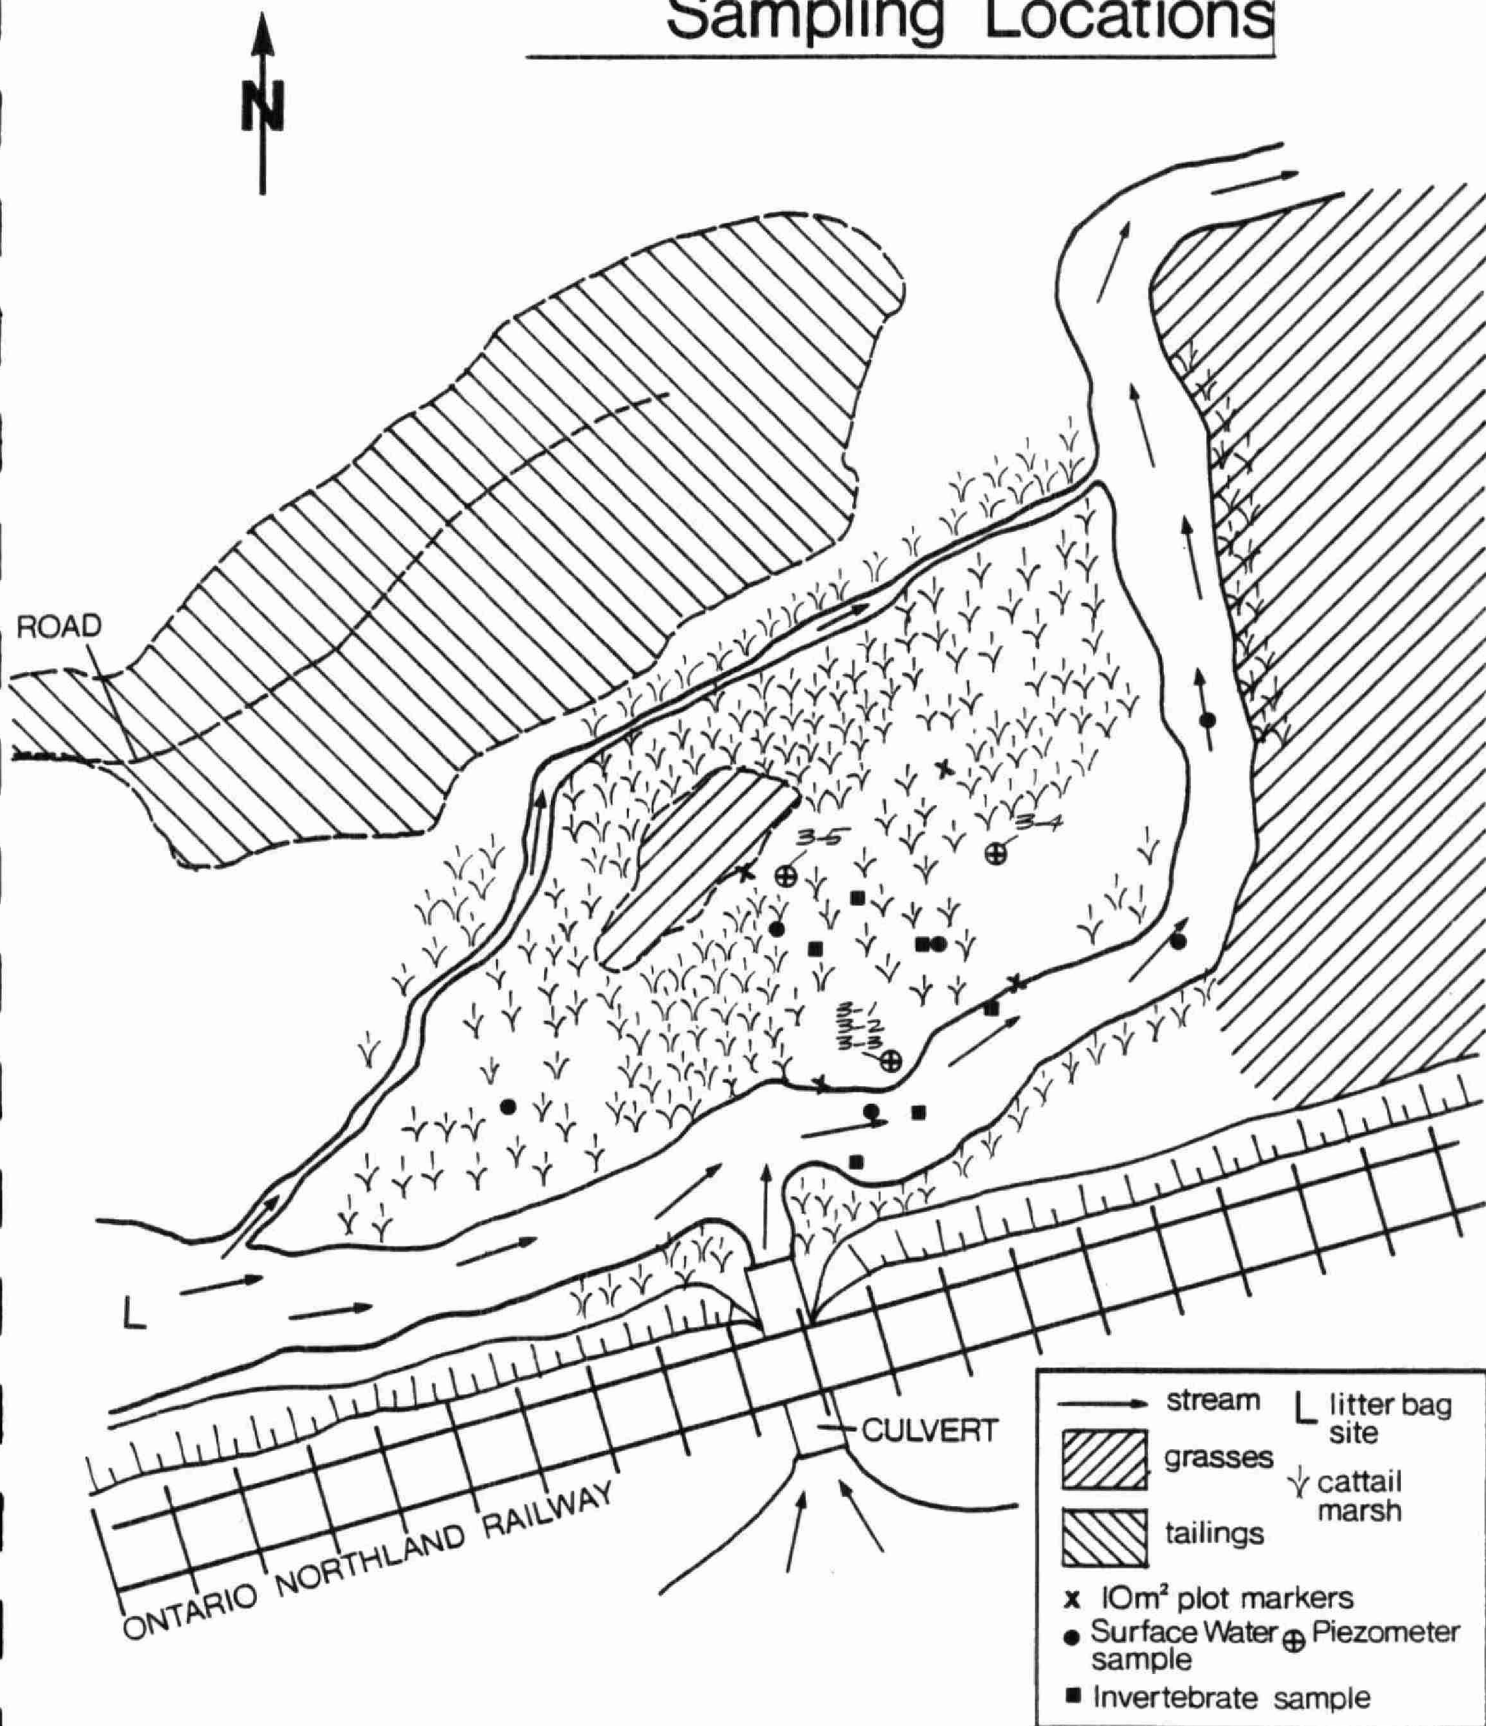 Sampling Locations
N
ROAD
3-5
3-4
3-1
3-2
3-3
L
CULVERT
ONTARIO NORTHLAND RAILWAY
stream
L litter bag
site
grasses
cattail
marsh
tailings
x 10m² plot markers
Surface Water
sample
Piezometer
Invertebrate sample